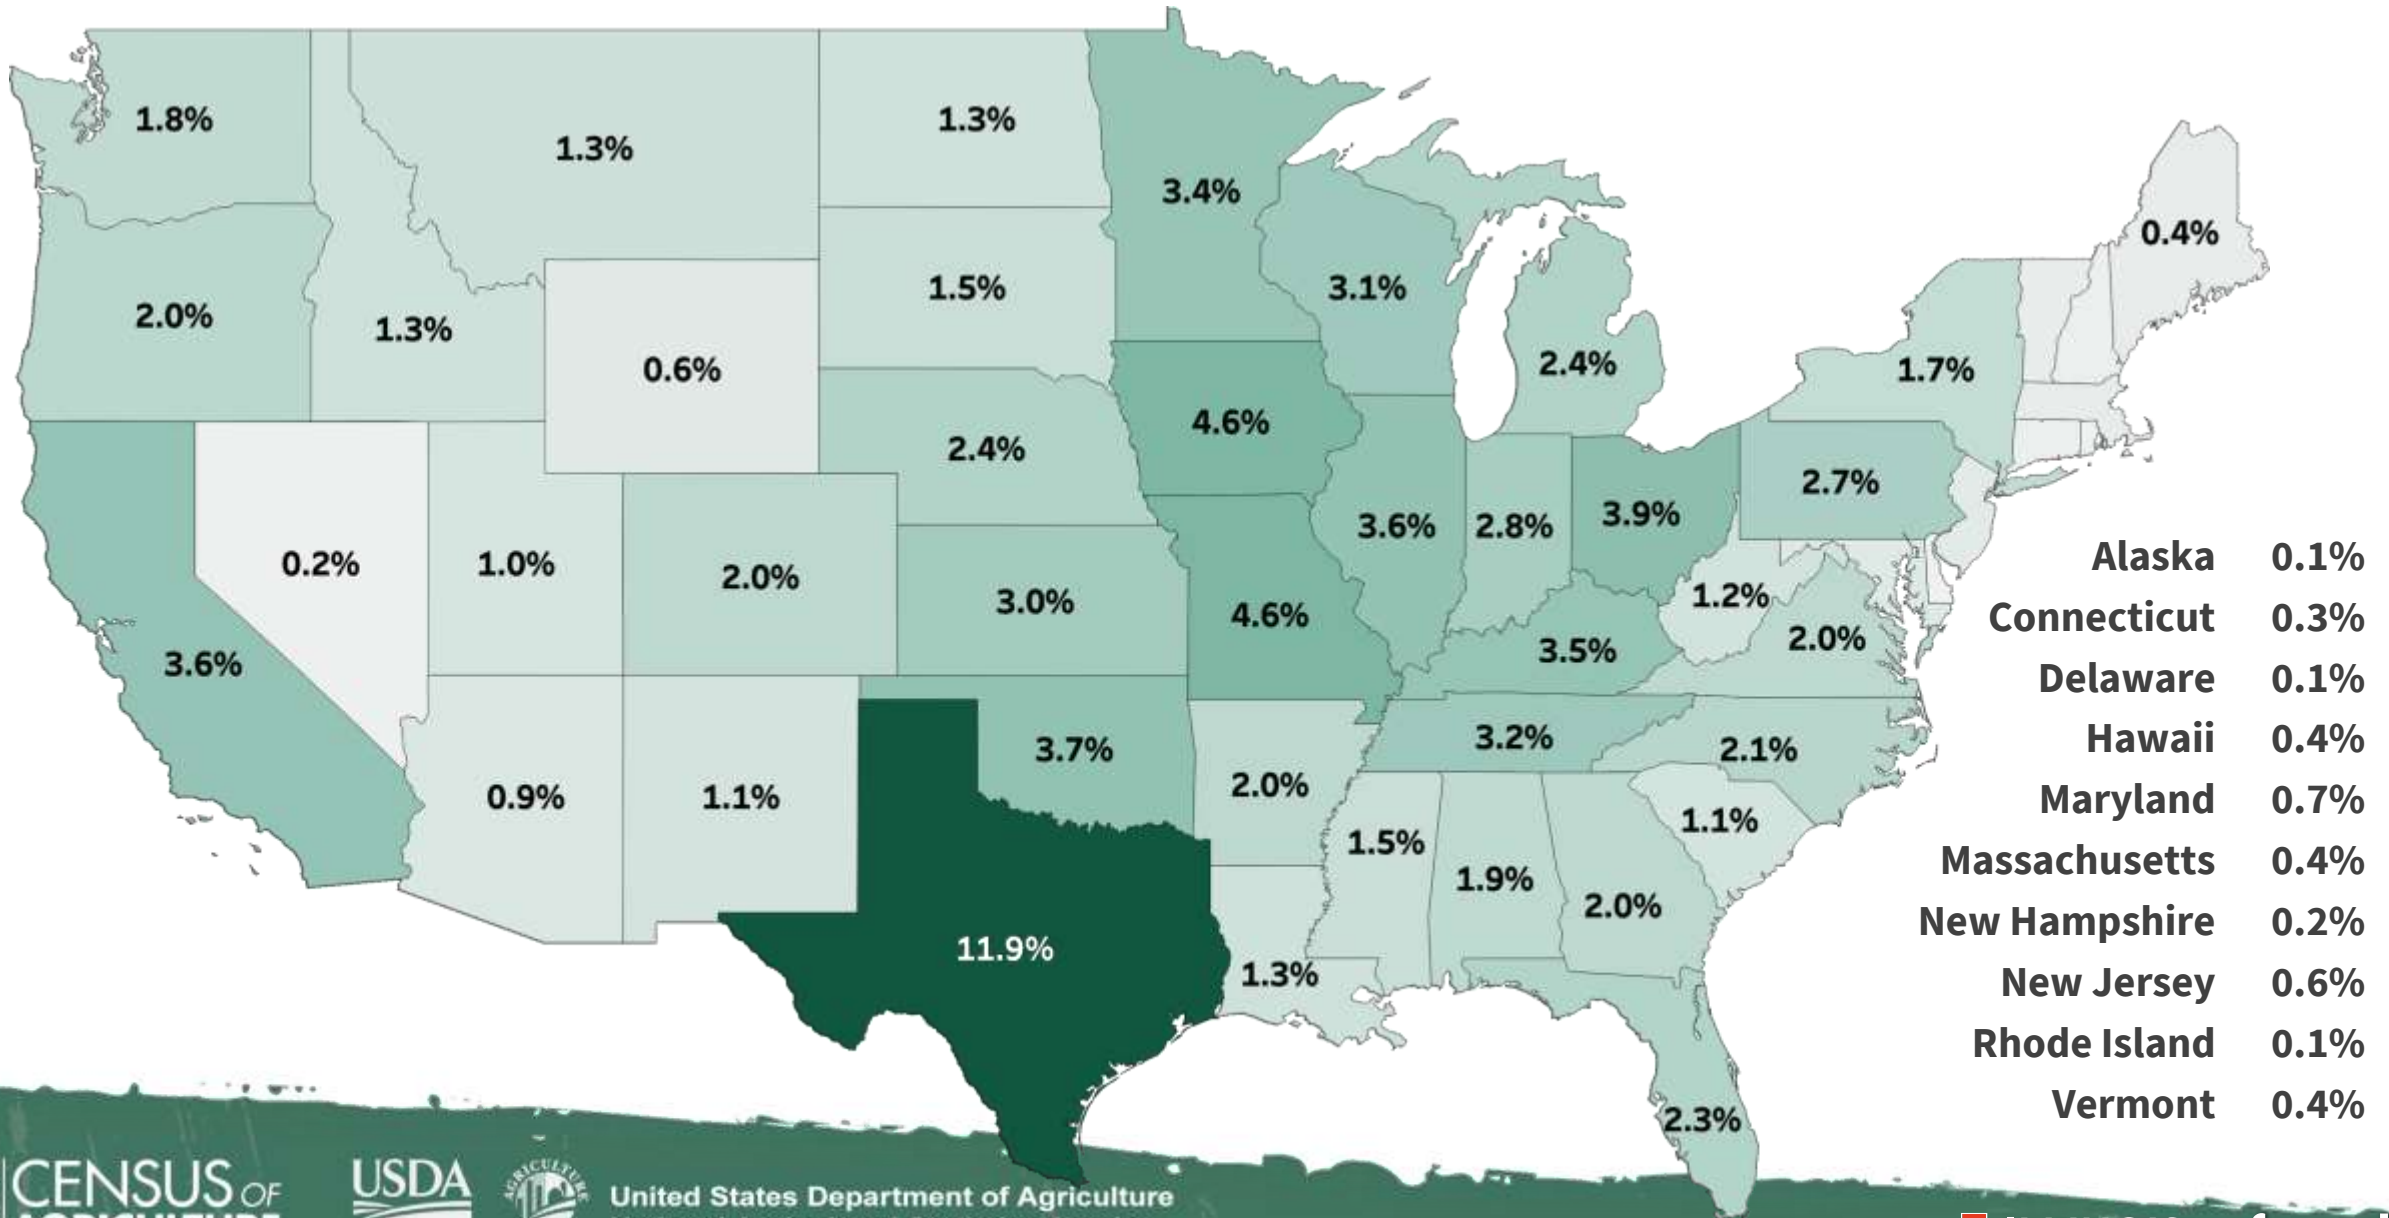 1.8%
1.3%
1.3%
3.4%
0.4%
2.0%
1.3%
0.6%
1.5%
3.1%
2.4%
1.7%
4.6%
2.4%
2.7%
3.6%
0.2%
1.0%
2.0%
3.0%
4.6%
3.6%
2.8%
3.9%
1.2%
2.0%
3.5%
0.9%
1.1%
3.7%
2.0%
3.2%
2.1%
1.1%
1.5%
1.9%
2.0%
11.9%
1.3%
2.3%
Alaska 0.1%
Connecticut 0.3%
Delaware 0.1%
Hawaii 0.4%
Maryland 0.7%
Massachusetts 0.4%
New Hampshire 0.2%
New Jersey 0.6%
Rhode Island 0.1%
Vermont 0.4%
CENSUS OF
AGRICULTURE
USDA
AGRICULTURE
United States Department of Agriculture